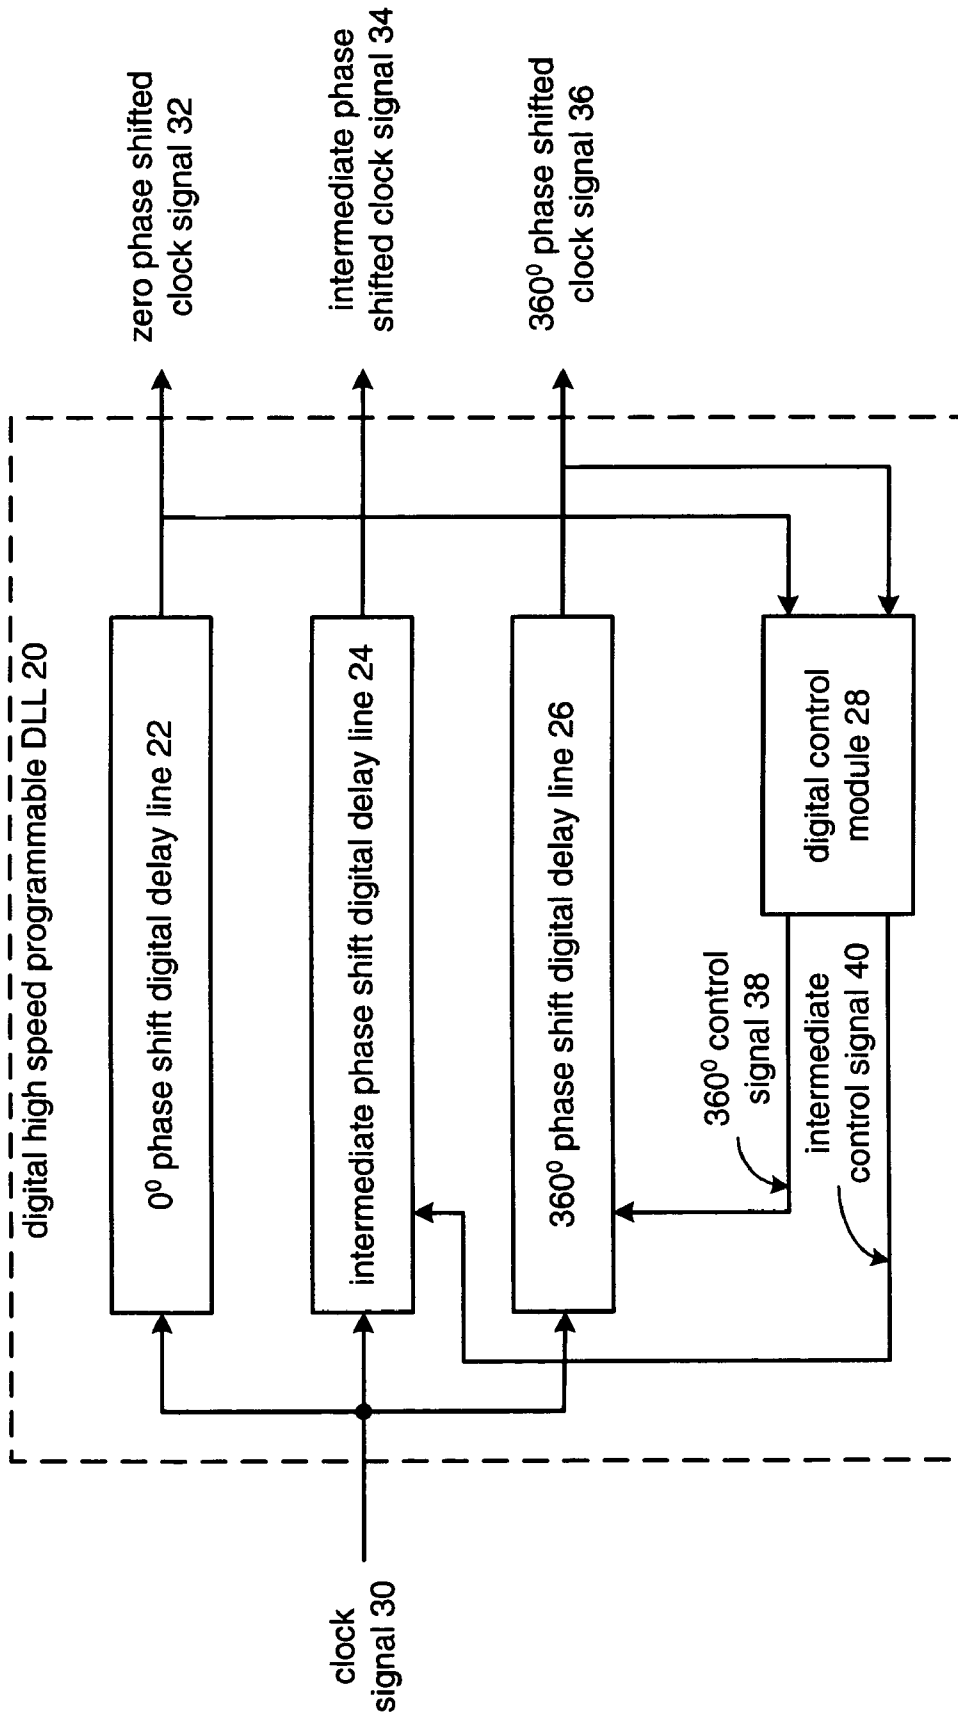 digital high speed programmable DLL 20
clock
signal 30
0⁰ phase shift digital delay line 22
zero phase shifted
clock signal 32
intermediate phase shift digital delay line 24
intermediate phase
shifted clock signal 34
360⁰ phase shift digital delay line 26
360⁰ phase shifted
clock signal 36
360⁰ control
signal 38
intermediate
control signal 40
digital control
module 28